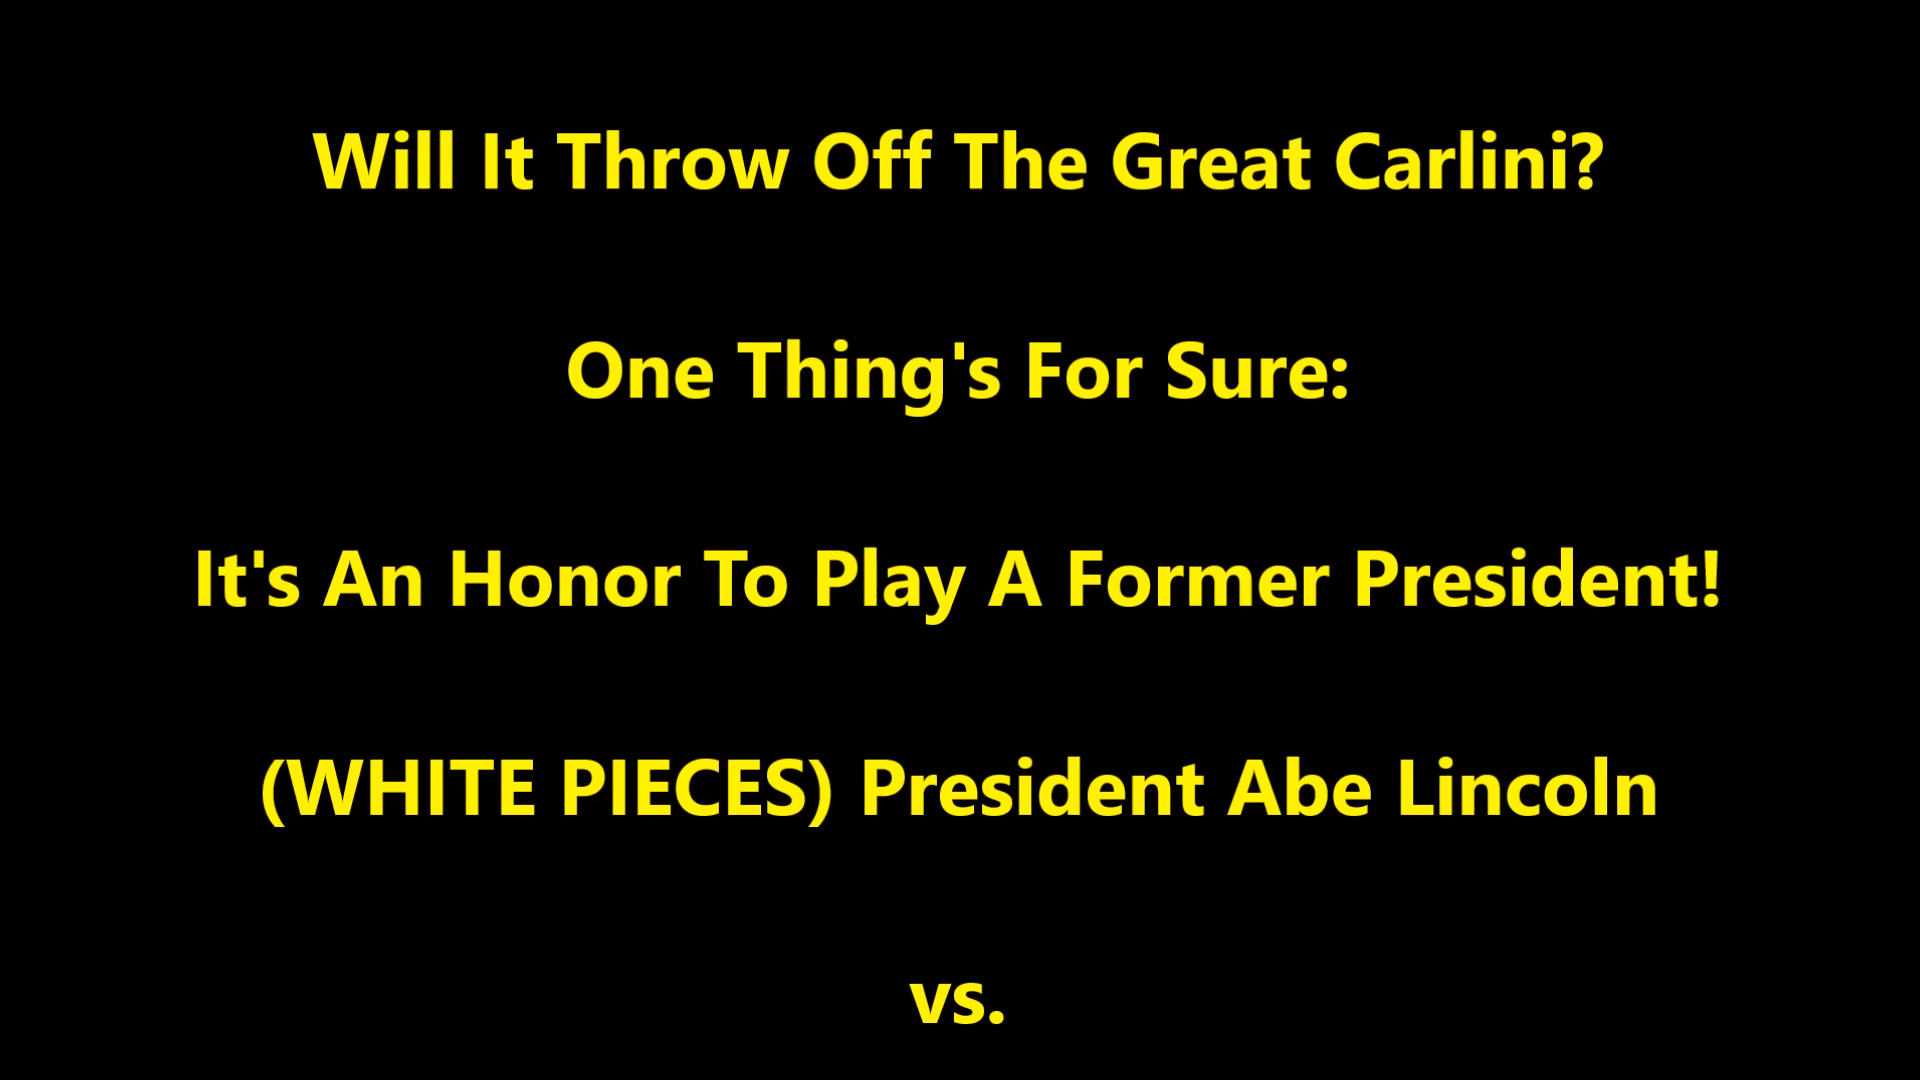 Will It Throw Off The Great Carlini?
One Thing's For Sure:
It's An Honor To Play A Former President!
(WHITE PIECES) President Abe Lincoln
vs.